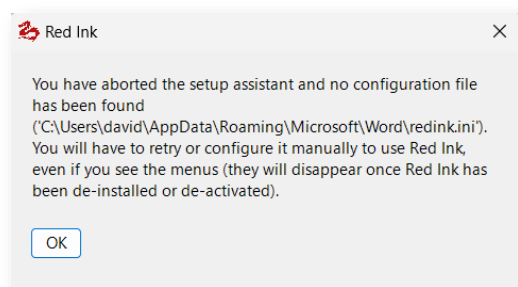 Red Ink
You have aborted the setup assistant and no configuration file
has been found
('C:\Users\david\AppData\Roaming\Microsoft\Word\redink.ini').
You will have to retry or configure it manually to use Red Ink,
even if you see the menus (they will disappear once Red Ink has
been de-installed or de-activated).
OK